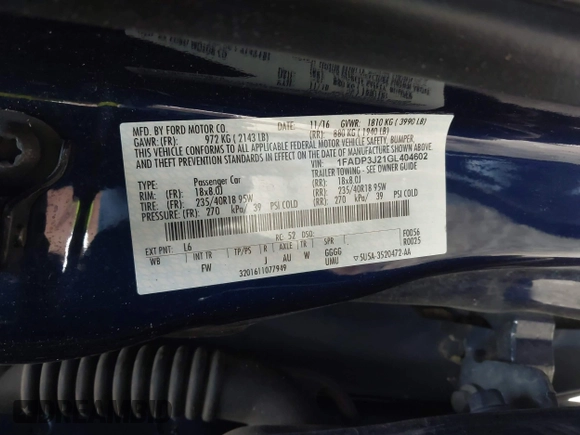 MFD. BY FORD MOTOR CO. DATE: 11/16 GVWR: 1810 KG ( 3990 LB)
GAWR: (FR): 972 KG ( 2143 LB) (RR): 880 KG ( 1940 LB)
THIS VEHICLE CONFORMS TO ALL APPLICABLE FEDERAL MOTOR VEHICLE SAFETY, BUMPER,
AND THEFT PREVENTION STANDARDS IN EFFECT ON THE DATE OF MANUFACTURE SHOWN ABOVE.
VIN: 1FADP3J21GL404602
TYPE: Passenger Car TRAILER TOWING - SEE OWNER GUIDE
RIM: (FR) 18x8.0J (RR): 18x8.0J
TIRE: (FR) 235/40R18 95W (RR): 235/40R18 95W
PRESSURE: (FR) 270 kPa/ 39 PSI COLD (RR) 270 kPa/ 39 PSI COLD
RC: 52 DSO: F0056
EXT PNT: L6 R0025
WB INT TR TP/PS R AXLE TR SPR
FW J AU W GGGG
3201611077949 UMU 5U5A-3520472-AA